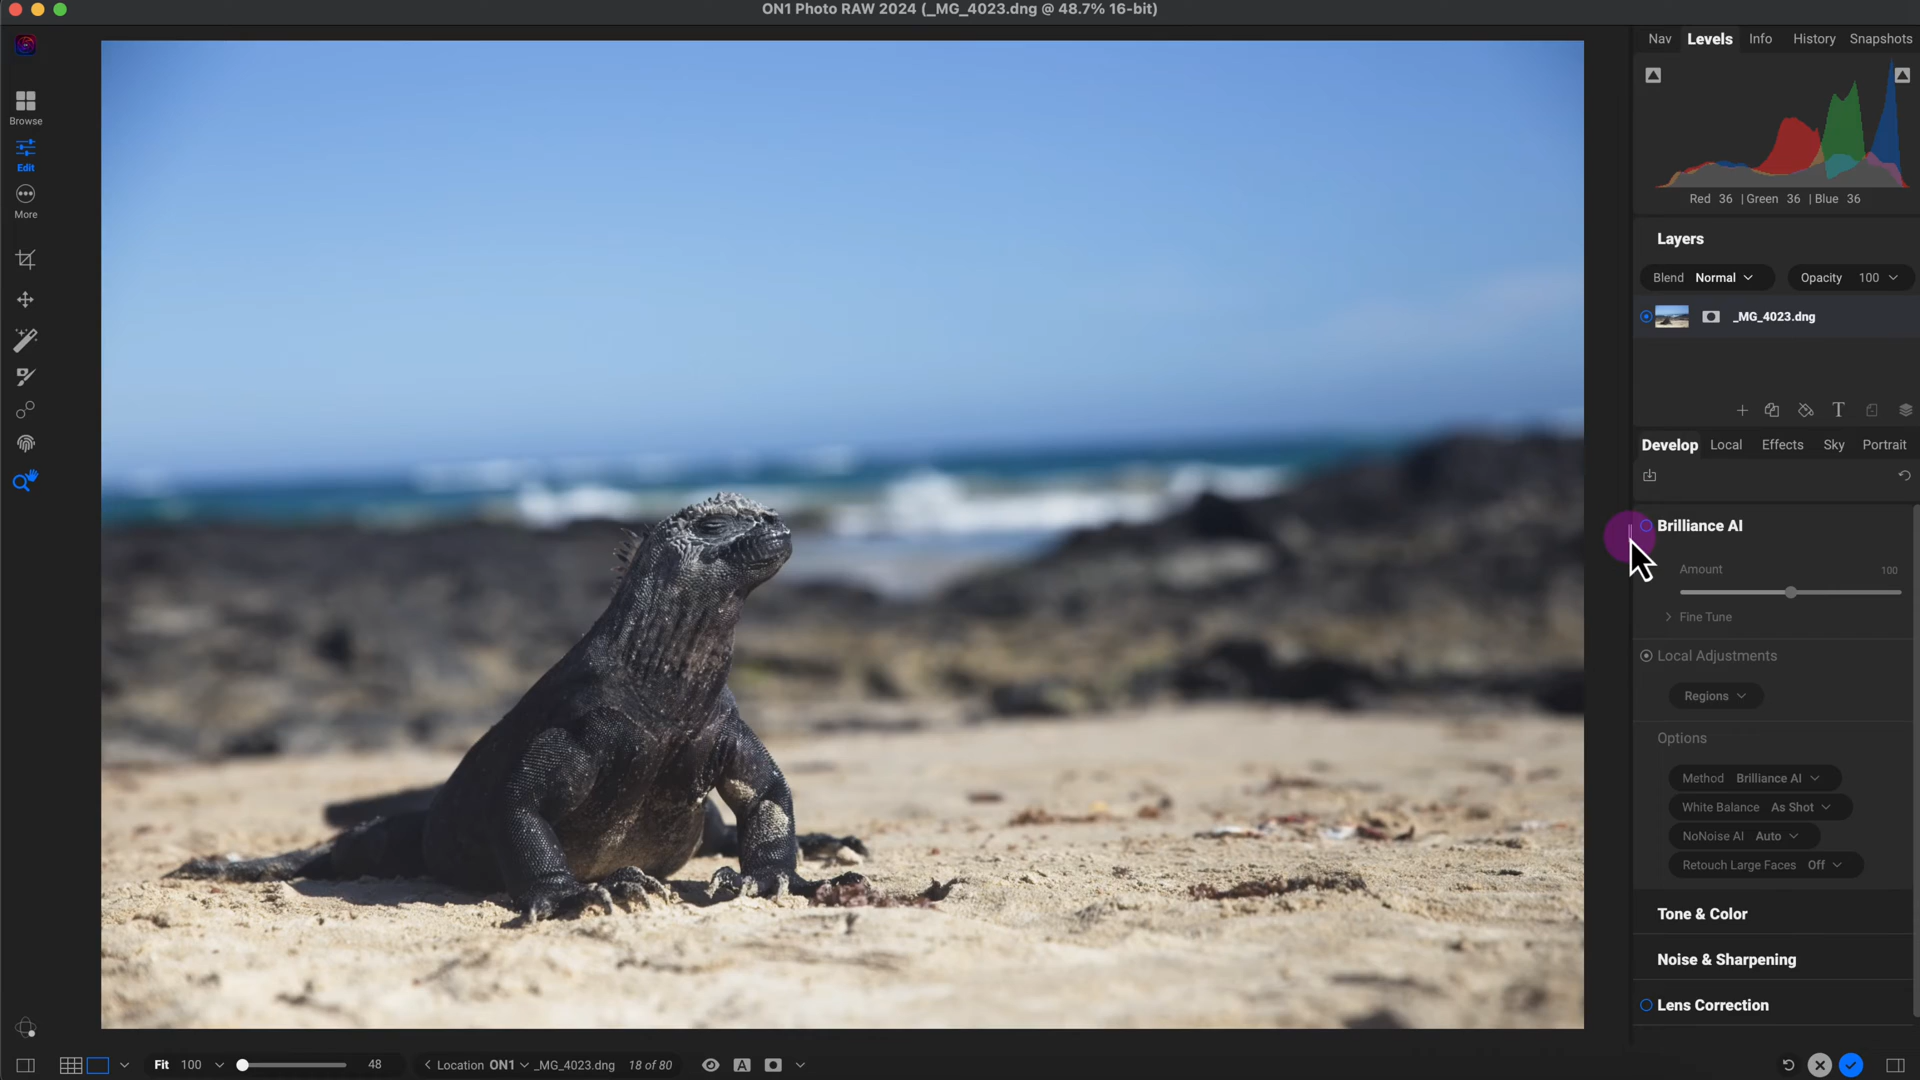 ON1 Photo RAW 2024 (_MG_4023.dng @ 48.7% 16-bit)
Nav Levels Info History Snapshots
Browse
Edit
More
Red 36 | Green 36 | Blue 36
Layers
Blend Normal Opacity 100
_MG_4023.dng
T
Develop Local Effects Sky Portrait
Brilliance AI
Amount 100
Fine Tune
Local Adjustments
Regions
Options
Method Brilliance AI
White Balance As Shot
NoNoise AI Auto
Retouch Large Faces Off
Tone & Color
Noise & Sharpening
Lens Correction
Fit 100 48 Location ON1 _MG_4023.dng 18 of 80 A